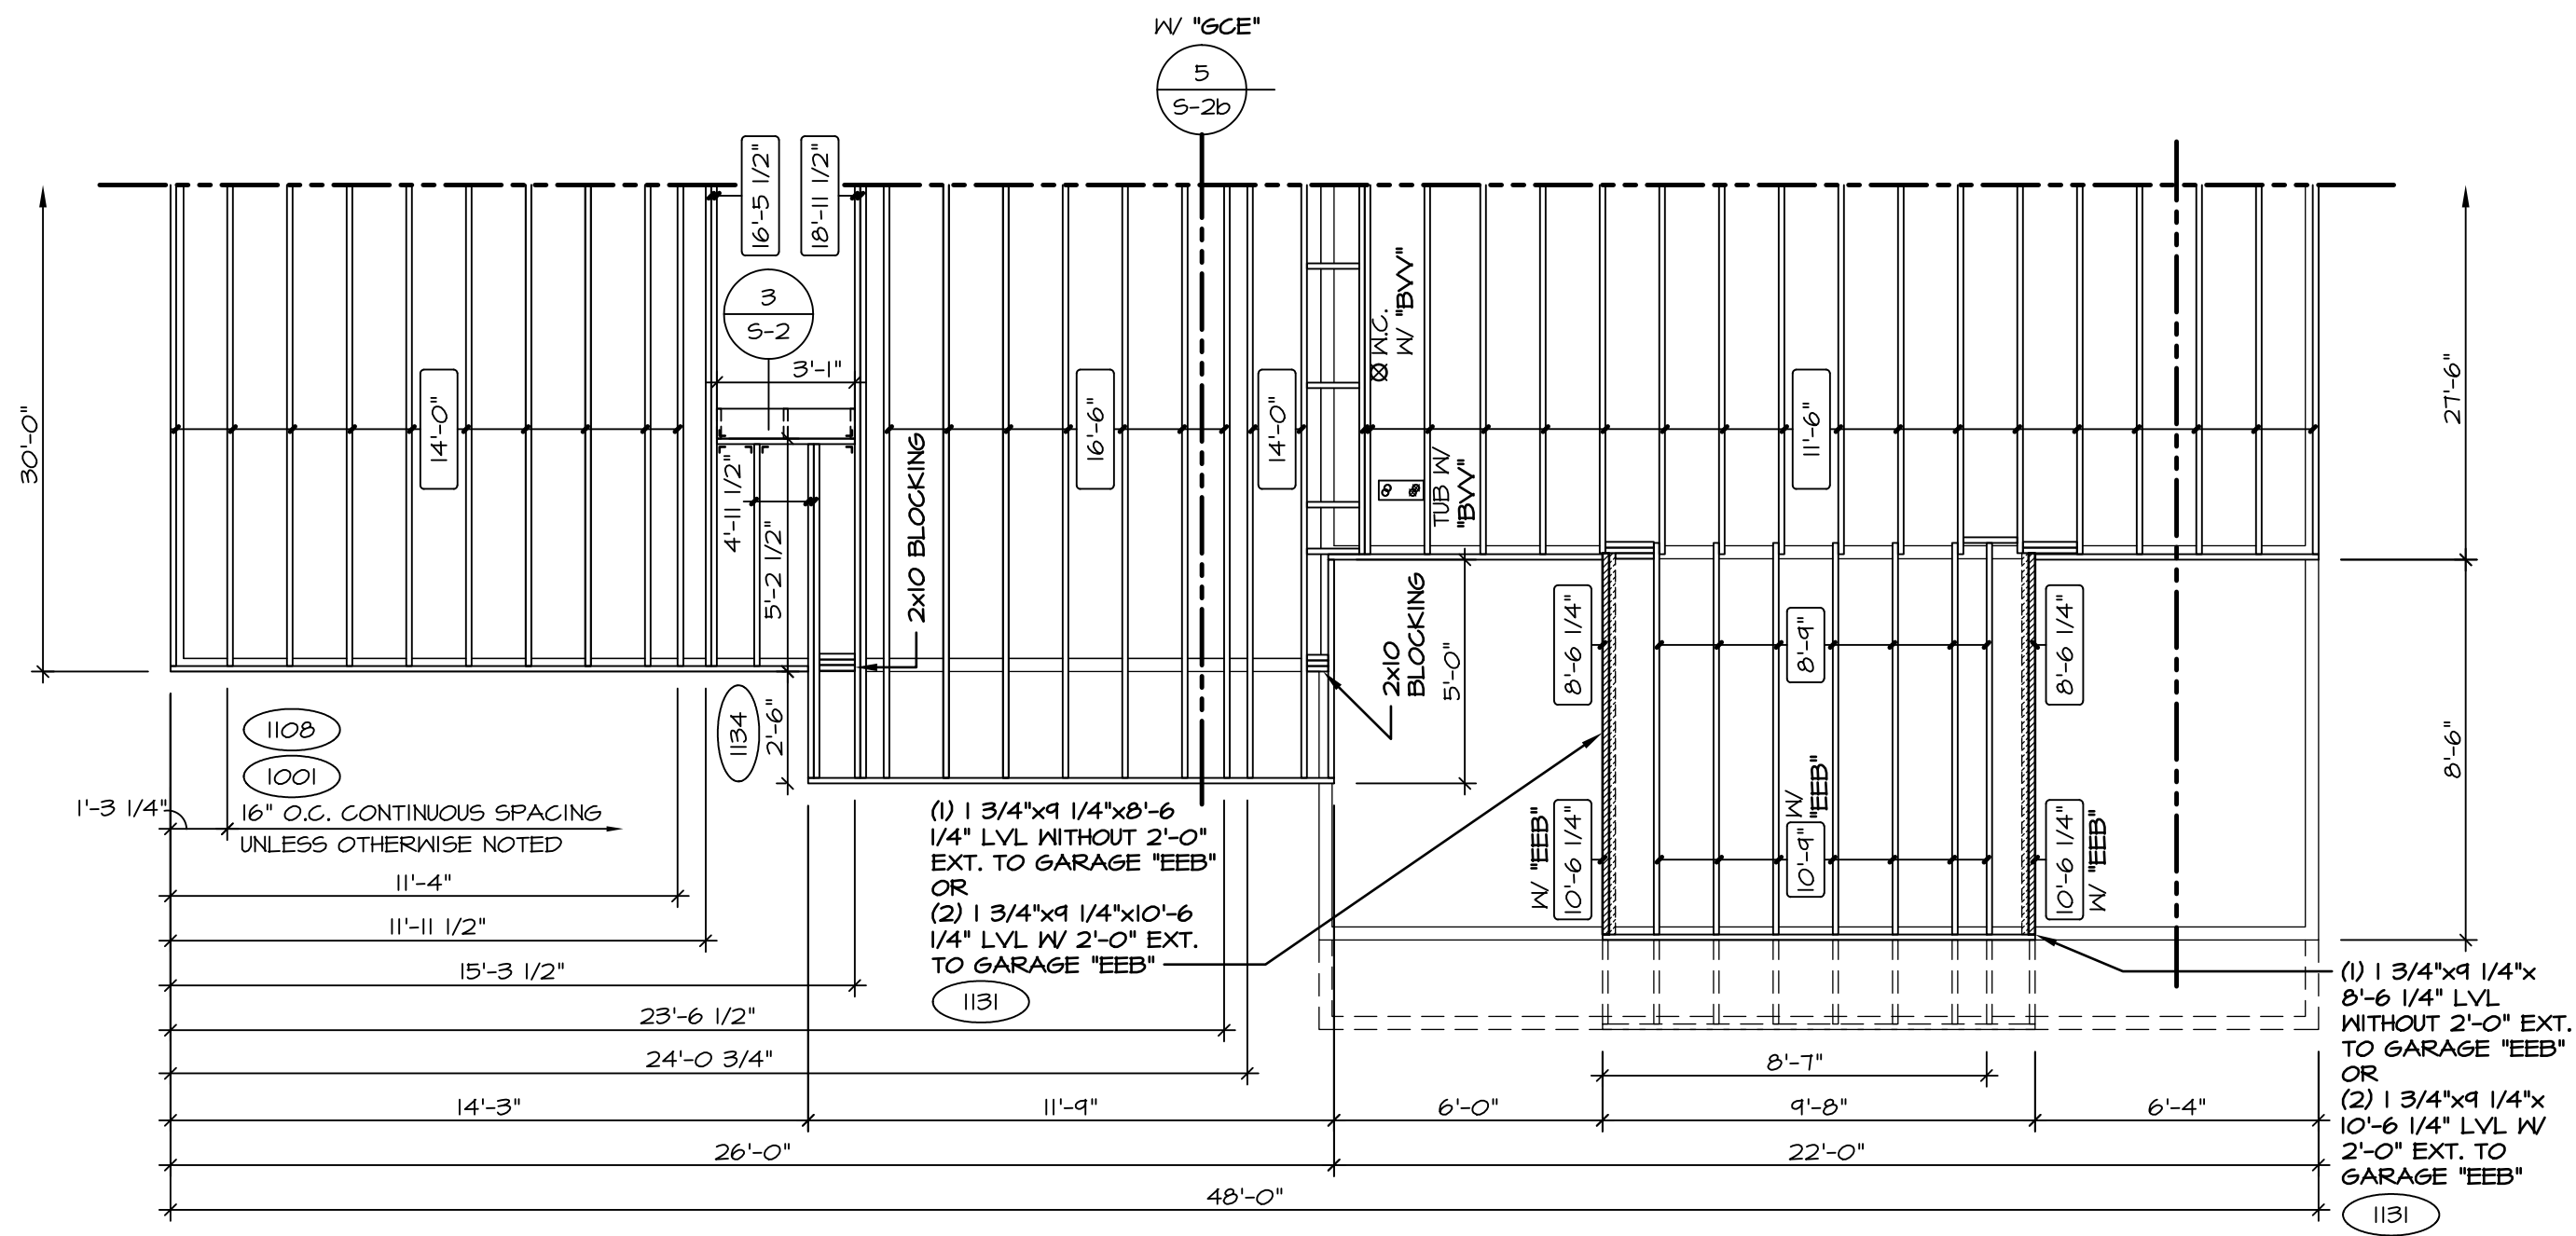 W/ "GCE"
5
S-2b
16'-5 1/2"
18'-11 1/2"
3
S-2
3'-1"
30'-0"
14'-0"
4'-11 1/2"
5'-2 1/2"
2x10 BLOCKING
16'-6"
14'-0"
W.C.
W/ "BVV"
TUB W/
"BVV"
11'-6"
27'-6"
2x10
BLOCKING
5'-0"
8'-6 1/4"
8'-9"
8'-6 1/4"
8'-6"
1108
1001
1134
2'-6"
1'-3 1/4"
16" O.C. CONTINUOUS SPACING
UNLESS OTHERWISE NOTED
(1) 1 3/4"x9 1/4"x8'-6
1/4" LVL WITHOUT 2'-0"
EXT. TO GARAGE "EEB"
OR
(2) 1 3/4"x9 1/4"x10'-6
1/4" LVL W/ 2'-0" EXT.
TO GARAGE "EEB"
1131
W/ "EEB"
10'-6 1/4"
10'-9" W/
"EEB"
10'-6 1/4"
W/ "EEB"
11'-4"
11'-11 1/2"
15'-3 1/2"
23'-6 1/2"
24'-0 3/4"
8'-7"
14'-3"
11'-9"
6'-0"
9'-8"
6'-4"
26'-0"
22'-0"
48'-0"
(1) 1 3/4"x9 1/4"x
8'-6 1/4" LVL
WITHOUT 2'-0" EXT.
TO GARAGE "EEB"
OR
(2) 1 3/4"x9 1/4"x
10'-6 1/4" LVL W/
2'-0" EXT. TO
GARAGE "EEB"
1131